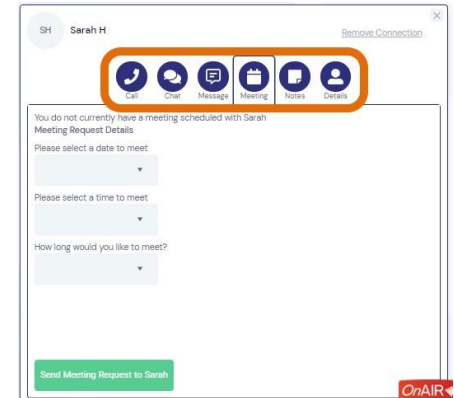 SH Sarah H
Remove Connection
Call Chat Message Meeting Notes Details
You do not currently have a meeting scheduled with Sarah
Meeting Request Details
Please select a date to meet
Please select a time to meet
How long would you like to meet?
Send Meeting Request to Sarah
OnAIR